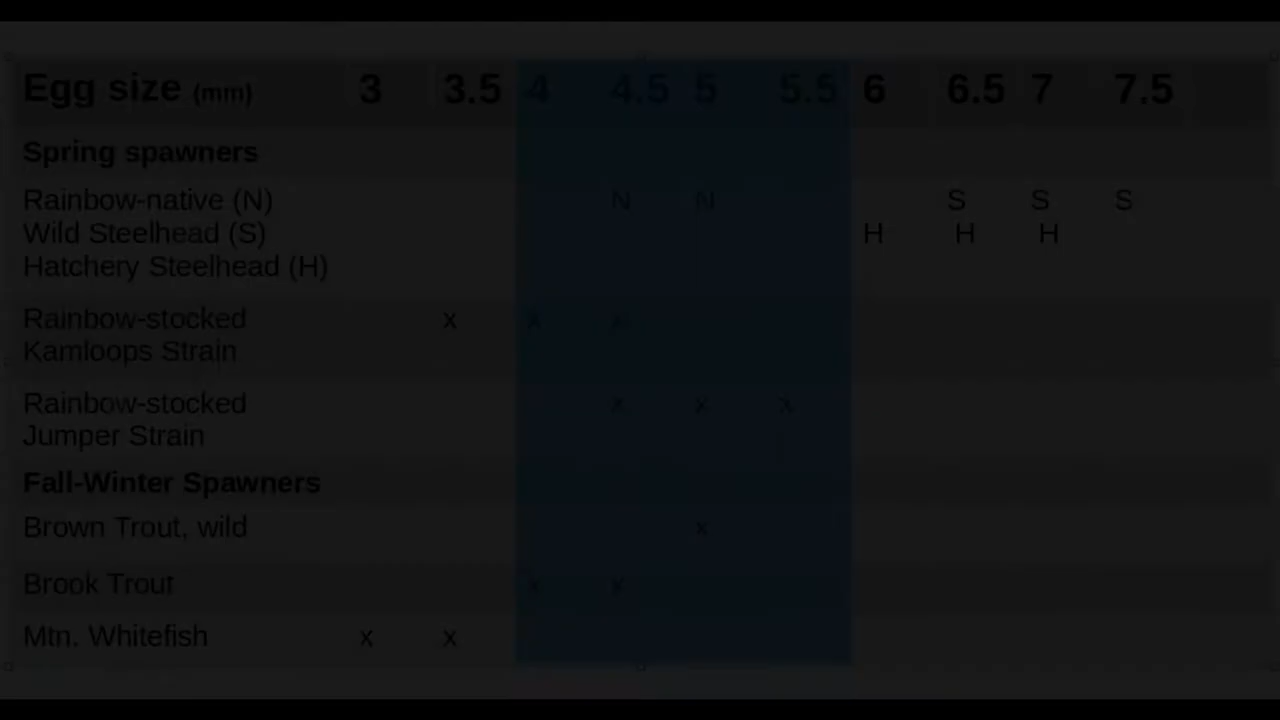 Egg size (mm) 3 3.5 4 4.5 5 5.5 6 6.5 7 7.5
Spring spawners
Rainbow-native (N) N N S S S
Wild Steelhead (S) H H H
Hatchery Steelhead (H)
Rainbow-stocked x x x
Kamloops Strain
Rainbow-stocked x x x
Jumper Strain
Fall-Winter Spawners
Brown Trout, wild x
Brook Trout x x
Mtn. Whitefish x x